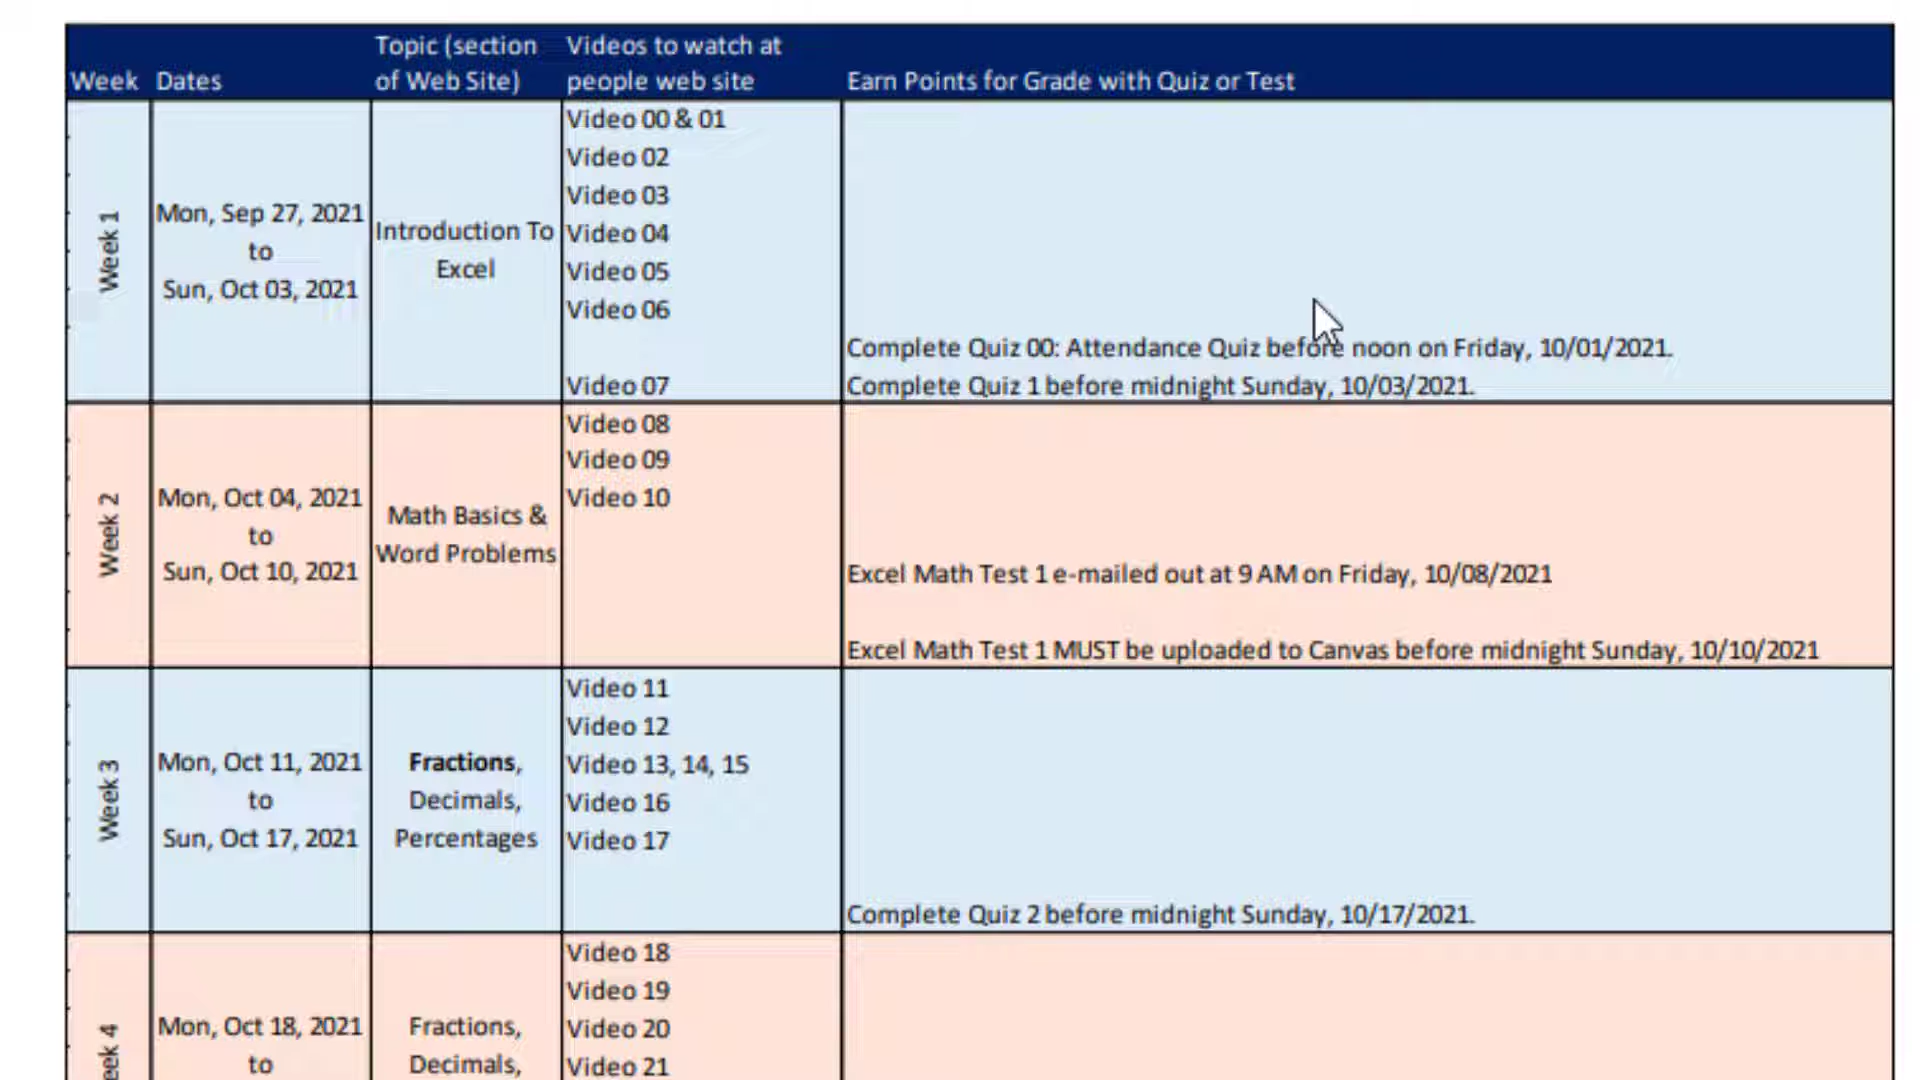 Week Dates Topic (section of Web Site) Videos to watch at people web site Earn Points for Grade with Quiz or Test
Week 1
Mon, Sep 27, 2021
to
Sun, Oct 03, 2021
Introduction To
Excel
Video 00 & 01
Video 02
Video 03
Video 04
Video 05
Video 06
Video 07
Complete Quiz 00: Attendance Quiz before noon on Friday, 10/01/2021.
Complete Quiz 1 before midnight Sunday, 10/03/2021.
Week 2
Mon, Oct 04, 2021
to
Sun, Oct 10, 2021
Math Basics &
Word Problems
Video 08
Video 09
Video 10
Excel Math Test 1 e-mailed out at 9 AM on Friday, 10/08/2021
Excel Math Test 1 MUST be uploaded to Canvas before midnight Sunday, 10/10/2021
Week 3
Mon, Oct 11, 2021
to
Sun, Oct 17, 2021
Fractions,
Decimals,
Percentages
Video 11
Video 12
Video 13, 14, 15
Video 16
Video 17
Complete Quiz 2 before midnight Sunday, 10/17/2021.
eek 4
Mon, Oct 18, 2021
to
Fractions,
Decimals,
Video 18
Video 19
Video 20
Video 21